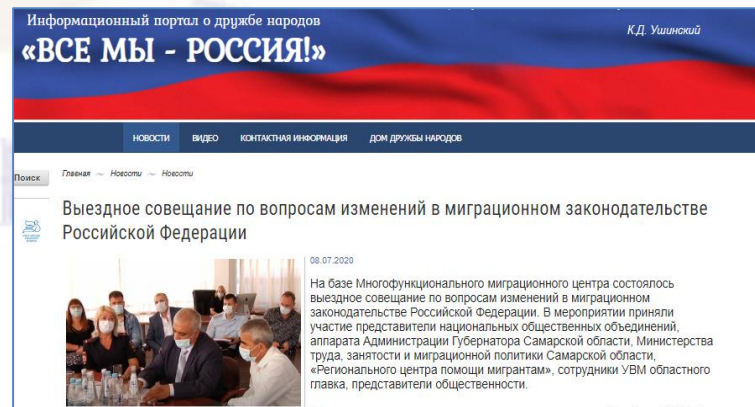 Информационный портал о дружбе народов
«ВСЕ МЫ - РОССИЯ!»
К.Д. Ушинский
НОВОСТИ ВИДЕО КОНТАКТНАЯ ИНФОРМАЦИЯ ДОМ ДРУЖБЫ НАРОДОВ
Поиск
Главная ~ Новости ~ Новости
Выездное совещание по вопросам изменений в миграционном законодательстве
Российской Федерации
08.07.2020
На базе Многофункционального миграционного центра состоялось
выездное совещание по вопросам изменений в миграционном
законодательстве Российской Федерации. В мероприятии приняли
участие представители национальных общественных объединений,
аппарата Администрации Губернатора Самарской области, Министерства
труда, занятости и миграционной политики Самарской области,
«Регионального центра помощи мигрантам», сотрудники УВМ областного
главка, представители общественности.